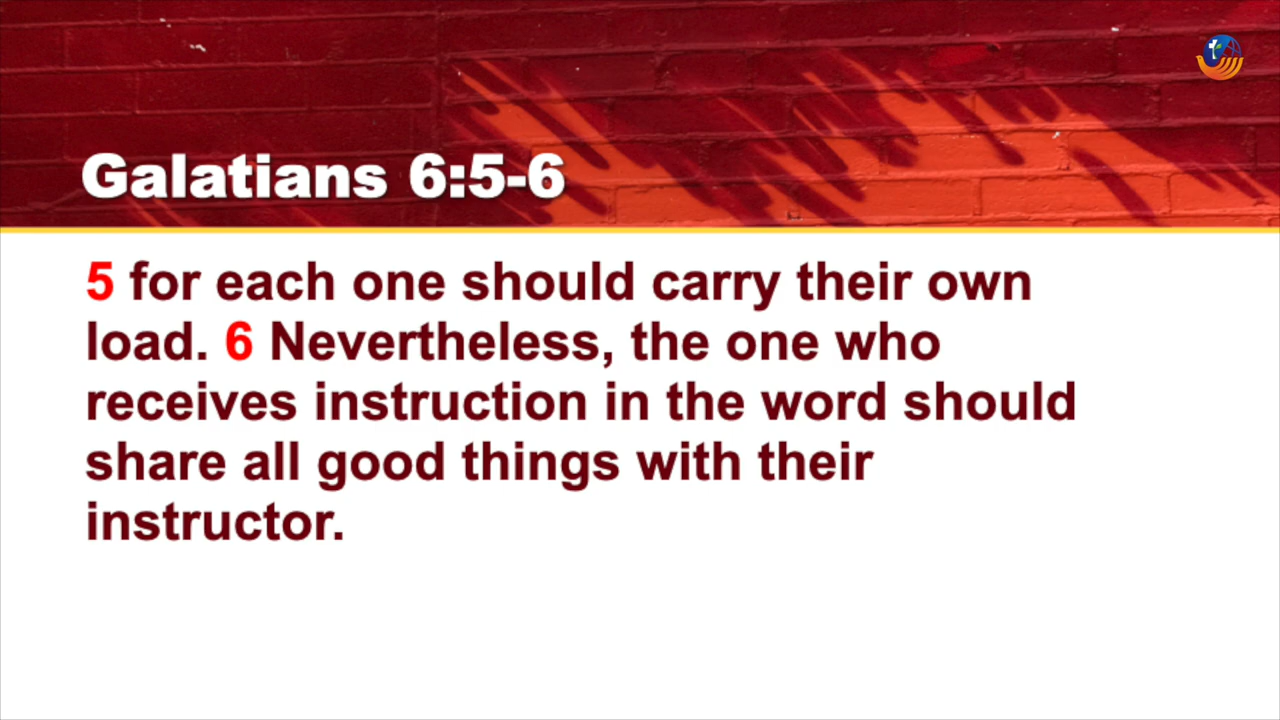 Galatians 6:5-6
5 for each one should carry their own
load. 6 Nevertheless, the one who
receives instruction in the word should
share all good things with their
instructor.